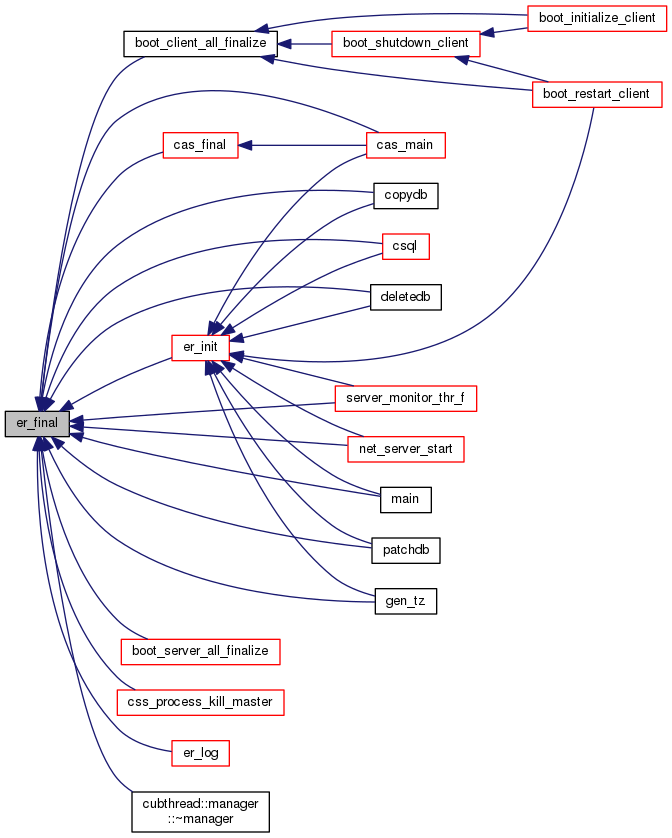 boot_initialize_client
boot_client_all_finalize
boot_shutdown_client
boot_restart_client
cas_final
cas_main
copydb
csql
deletedb
er_init
server_monitor_thr_f
er_final
net_server_start
main
patchdb
gen_tz
boot_server_all_finalize
css_process_kill_master
er_log
cubthread::manager
::~manager